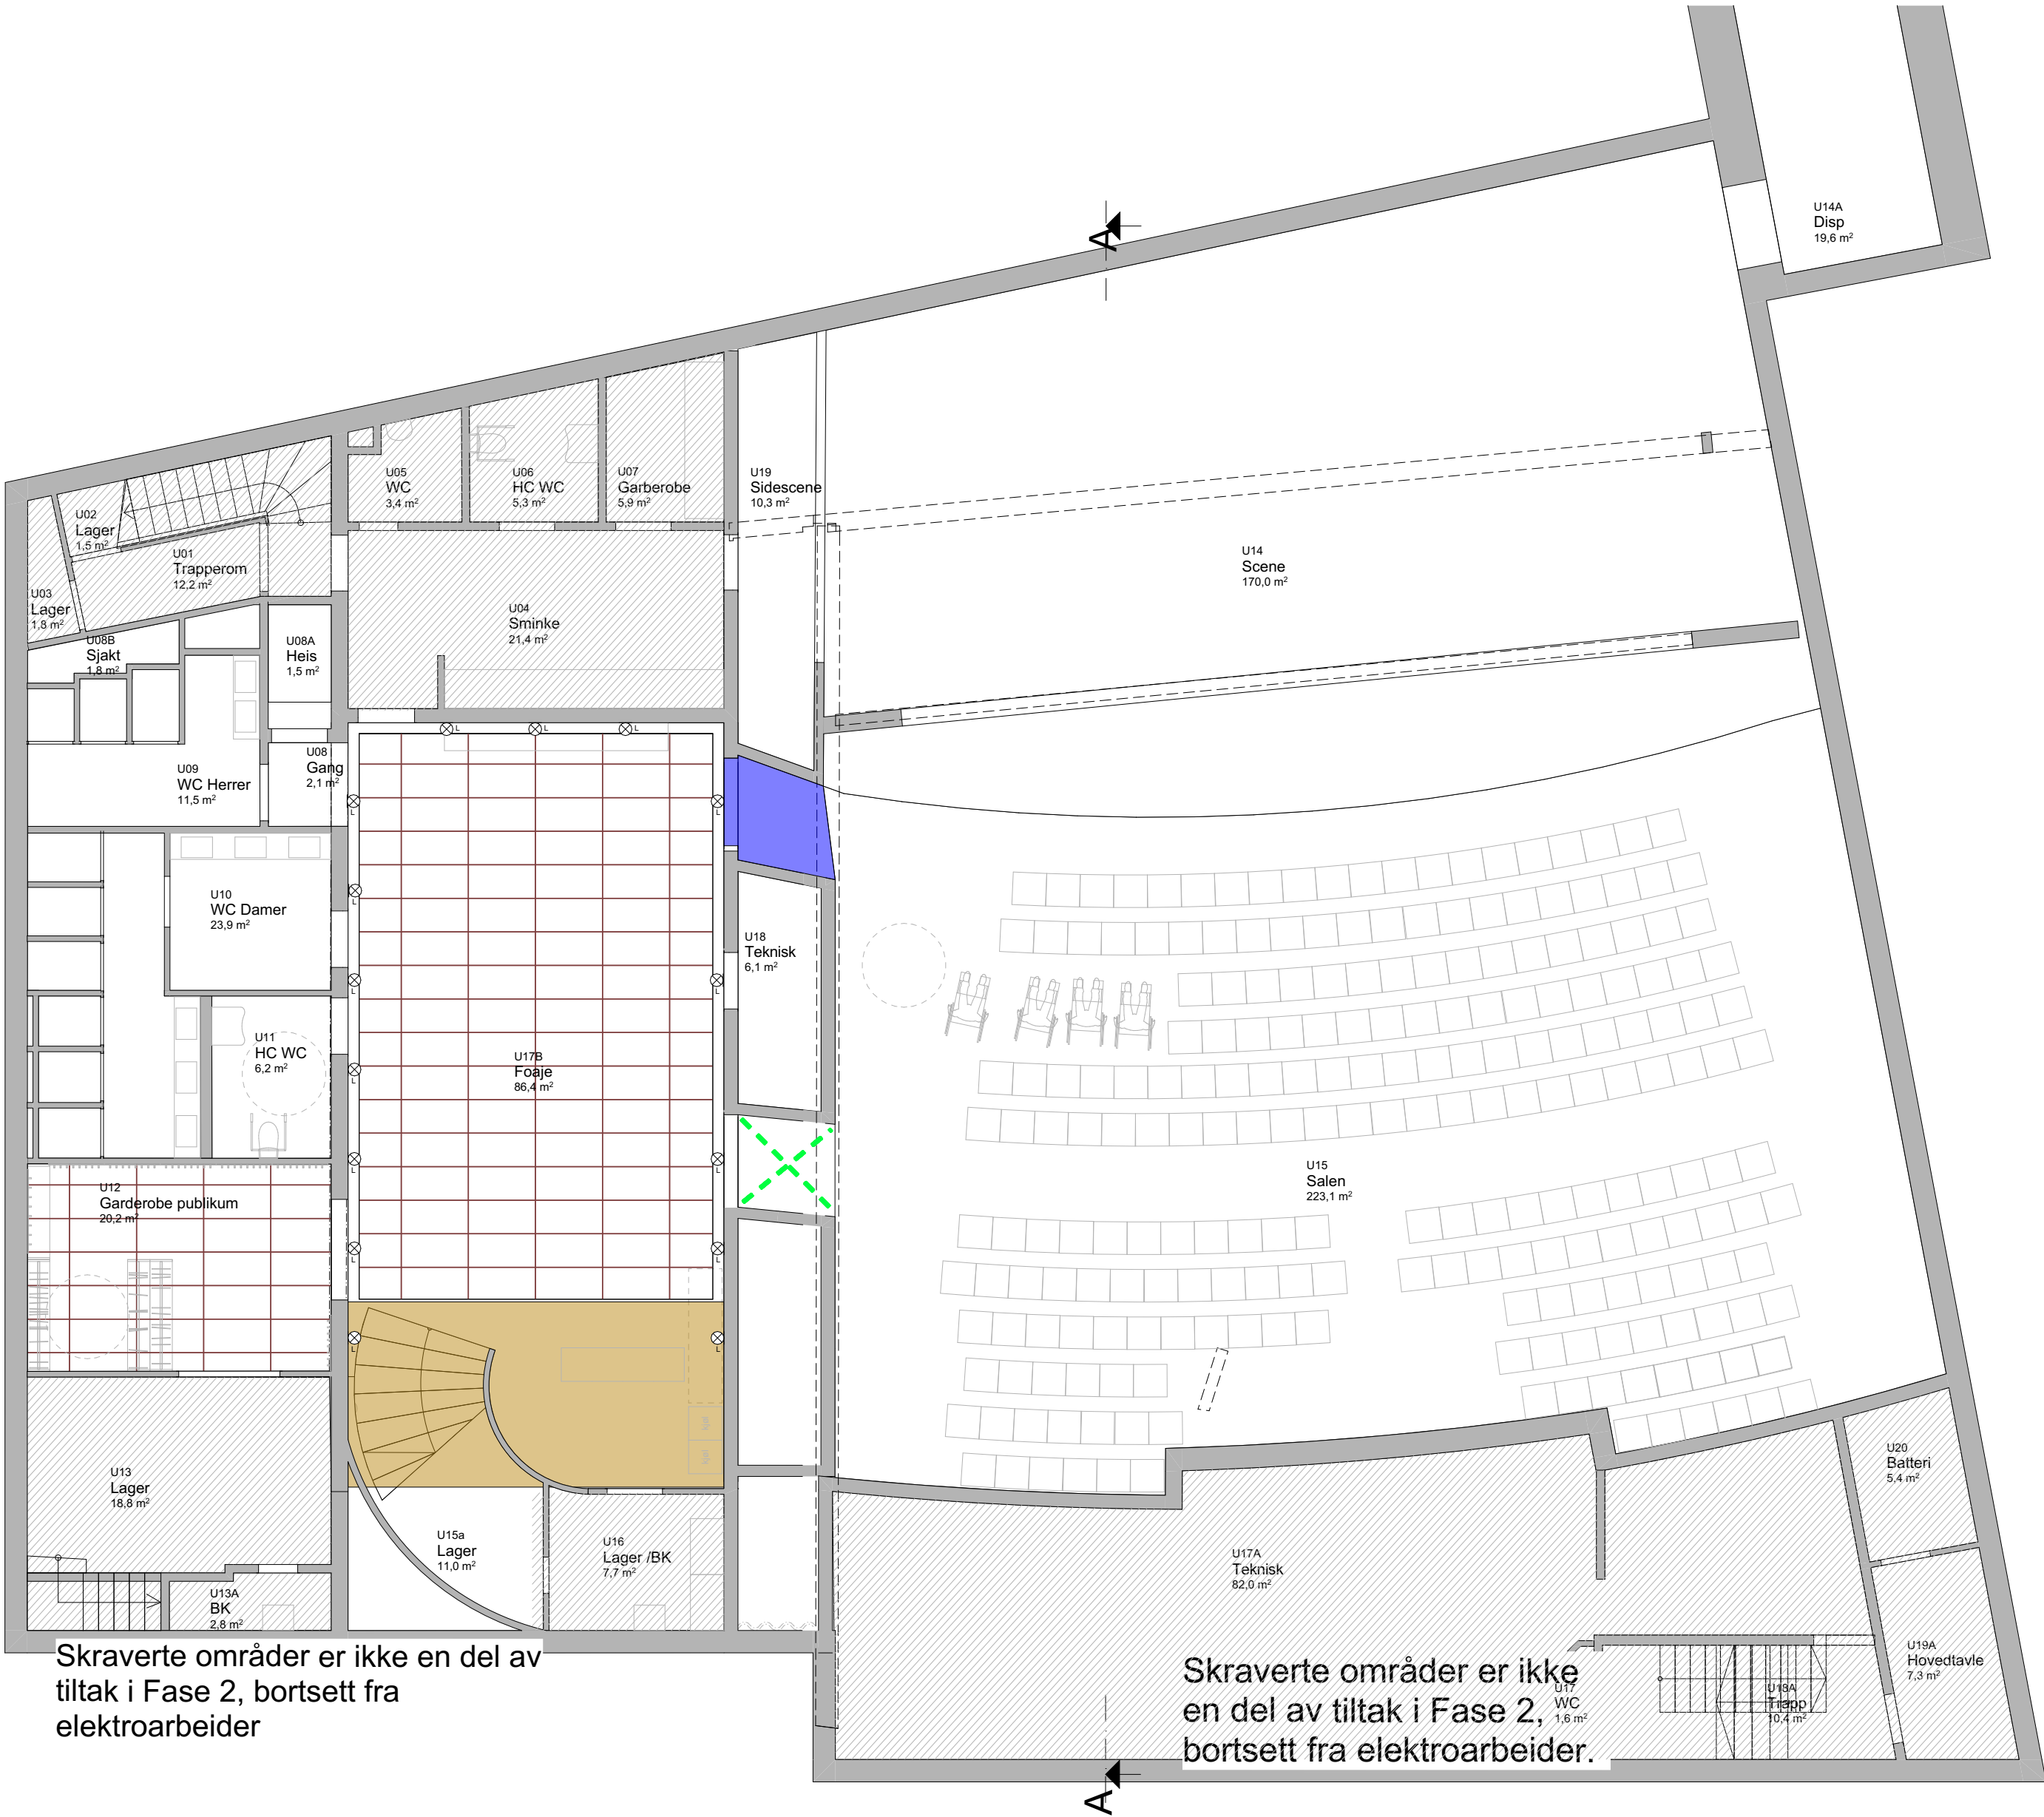 U14A
Disp
19,6 m²
A
U05
WC
3,4 m²
U06
HC WC
5,3 m²
U07
Garberobe
5,9 m²
U19
Sidescene
10,3 m²
U02
Lager
1,5 m²
U01
Trapperom
12,2 m²
U03
Lager
1,8 m²
U14
Scene
170,0 m²
U04
Sminke
21,4 m²
U08B
Sjakt
1,8 m²
U08A
Heis
1,5 m²
U08
Gang
2,1 m²
U09
WC Herrer
11,5 m²
L
L
L
L
L
U10
WC Damer
23,9 m²
L
U18
Teknisk
6,1 m²
L
L
U11
HC WC
6,2 m²
U17B
Foaje
86,4 m²
L
L
L
U12
Garderobe publikum
20,2 m²
U15
Salen
223,1 m²
L
L
L
L
kjøl
kjøl
U13
Lager
18,8 m²
U15a
Lager
11,0 m²
U16
Lager /BK
7,7 m²
U20
Batteri
5,4 m²
U17A
Teknisk
82,0 m²
U13A
BK
2,8 m²
Skraverte områder er ikke en del av
tiltak i Fase 2, bortsett fra
elektroarbeider
Skraverte områder er ikke
en del av tiltak i Fase 2,
bortsett fra elektroarbeider.
U17
WC
1,6 m²
U18A
Trapp
10,4 m²
U19A
Hovedtavle
7,3 m²
A